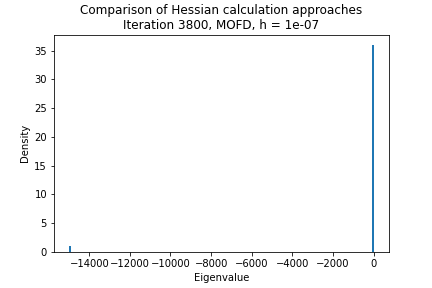 Comparison of Hessian calculation approaches
Iteration 3800, MOFD, h = 1e-07
Density
35
30
25
20
15
10
5
0
−14000 −12000 −10000 −8000 −6000 −4000 −2000 0
Eigenvalue